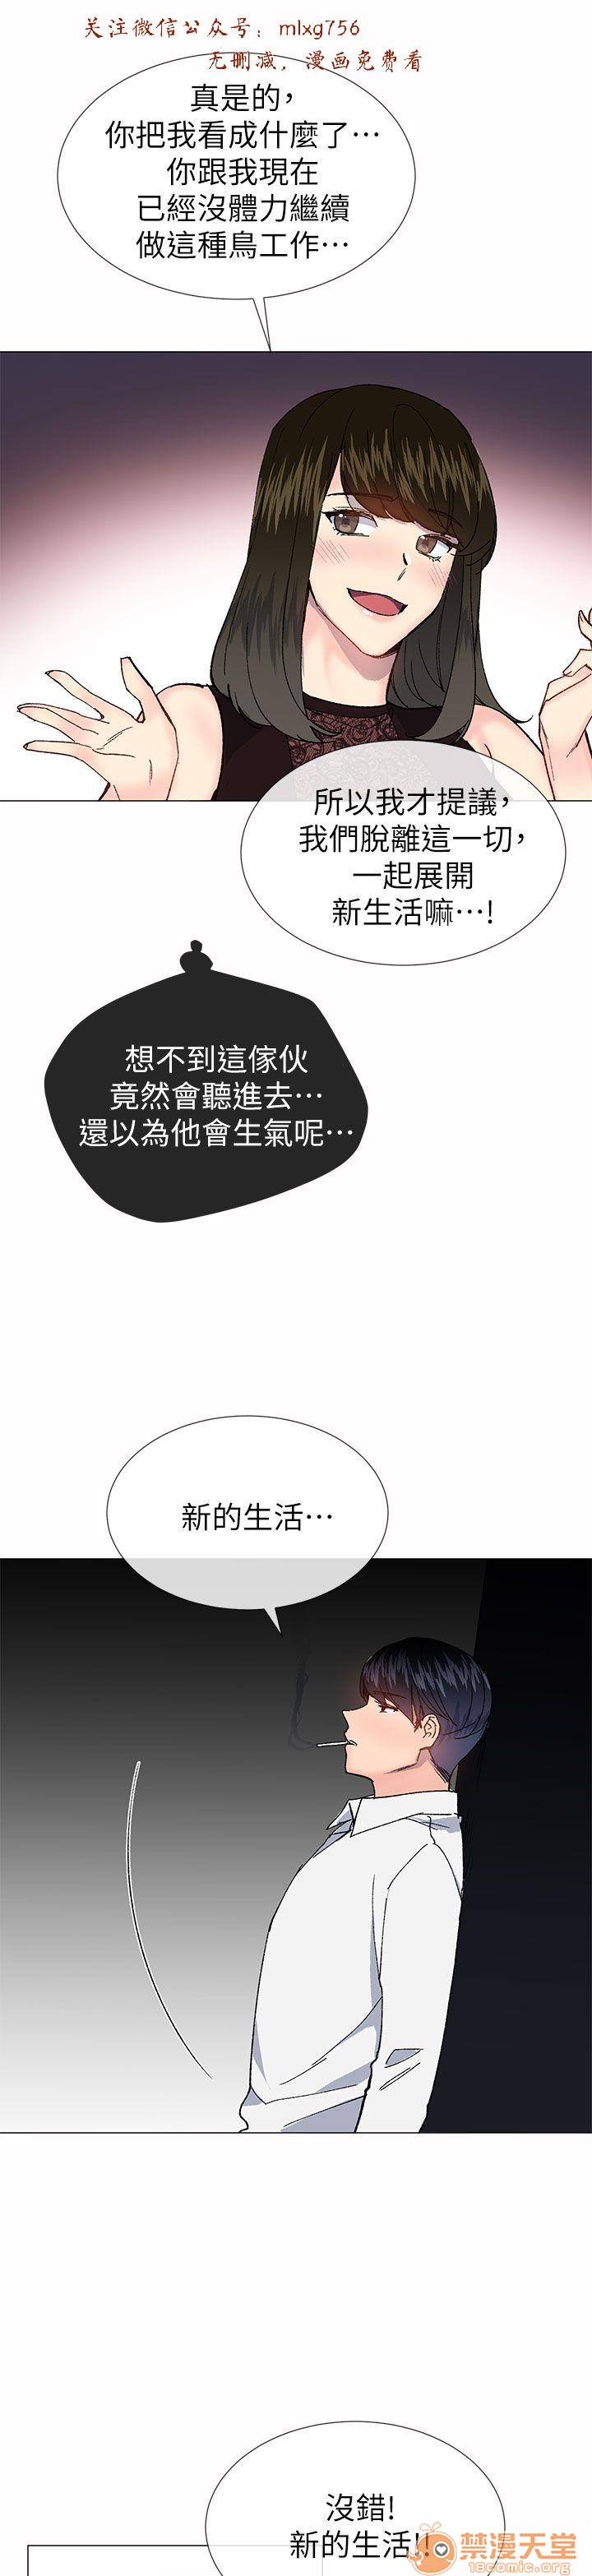 关注微信公众号：mlxg756
无删减，漫画免费看
真是的，
你把我看成什麼了…
你跟我現在
已經沒體力繼續
做這種鳥工作…
所以我才提議，
我們脫離這一切，
一起展開
新生活嘛…！
想不到這傢伙
竟然會聽進去…
還以為他會生氣呢…
新的生活…
沒錯！
新的生活！！
禁漫天堂
18comic.org